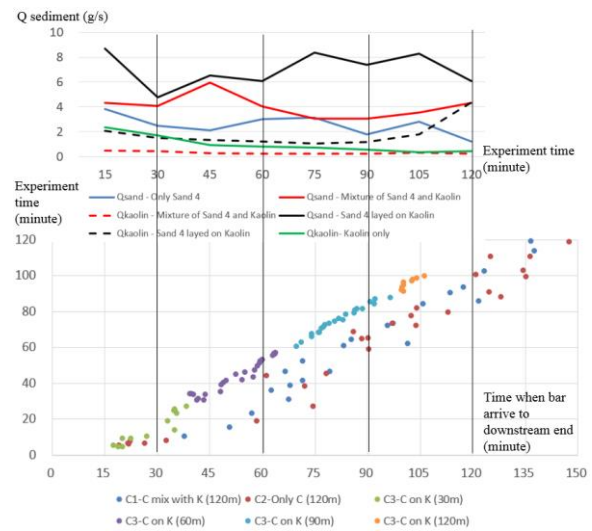 Q sediment (g/s)
10
8
6
4
2
0
15 30 45 60 75 90 105 120
Experiment time
(minute)
Experiment
time
(minute)
Qsand - Only Sand 4
Qsand - Mixture of Sand 4 and Kaolin
Qkaolin - Mixture of Sand 4 and Kaolin
Qsand - Sand 4 layed on Kaolin
Qkaolin - Sand 4 layed on Kaolin
Qkaolin- Kaolin only
120
100
80
60
40
20
0
Time when bar
arrive to
downstream end
(minute)
0 15 30 45 60 75 90 105 120 135 150
C1-C mix with K (120m) C2-Only C (120m) C3-C on K (30m)
C3-C on K (60m) C3-C on K (90m) C3-C on K (120m)